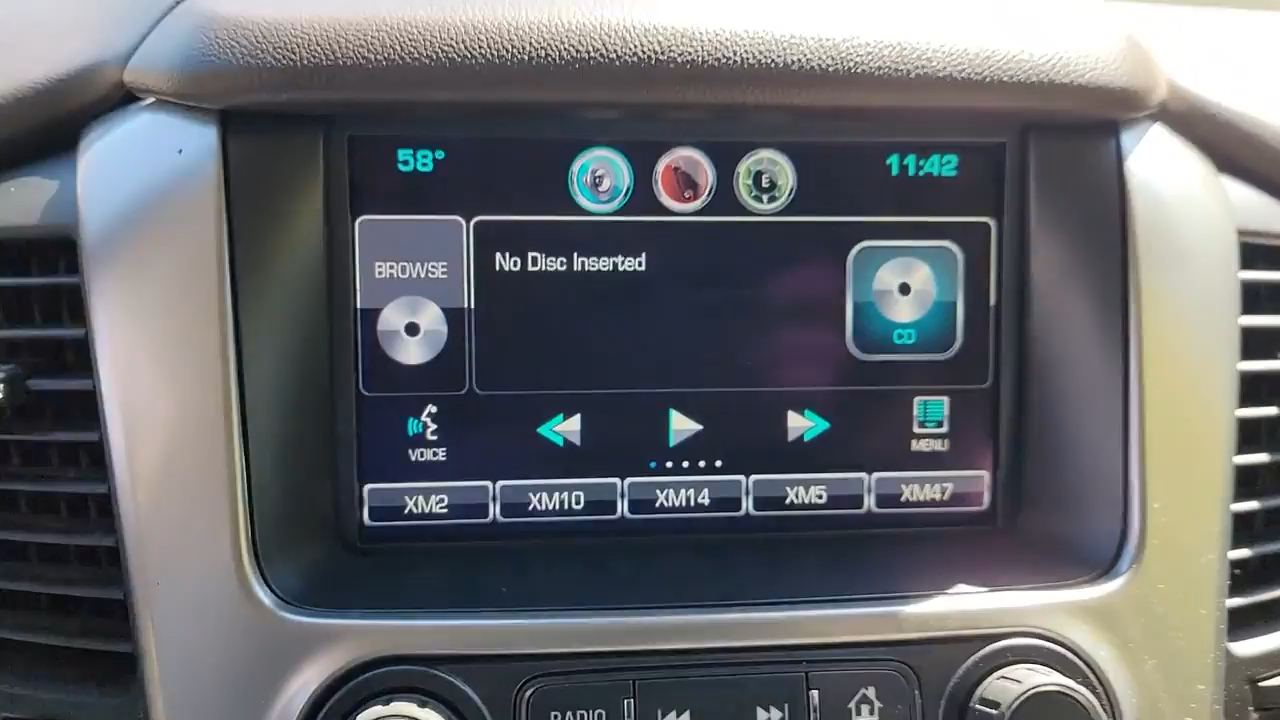 58°
E
11:42
BROWSE
No Disc Inserted
CD
VOICE
MENU
XM2
XM10
XM14
XM5
XM47
RADIO